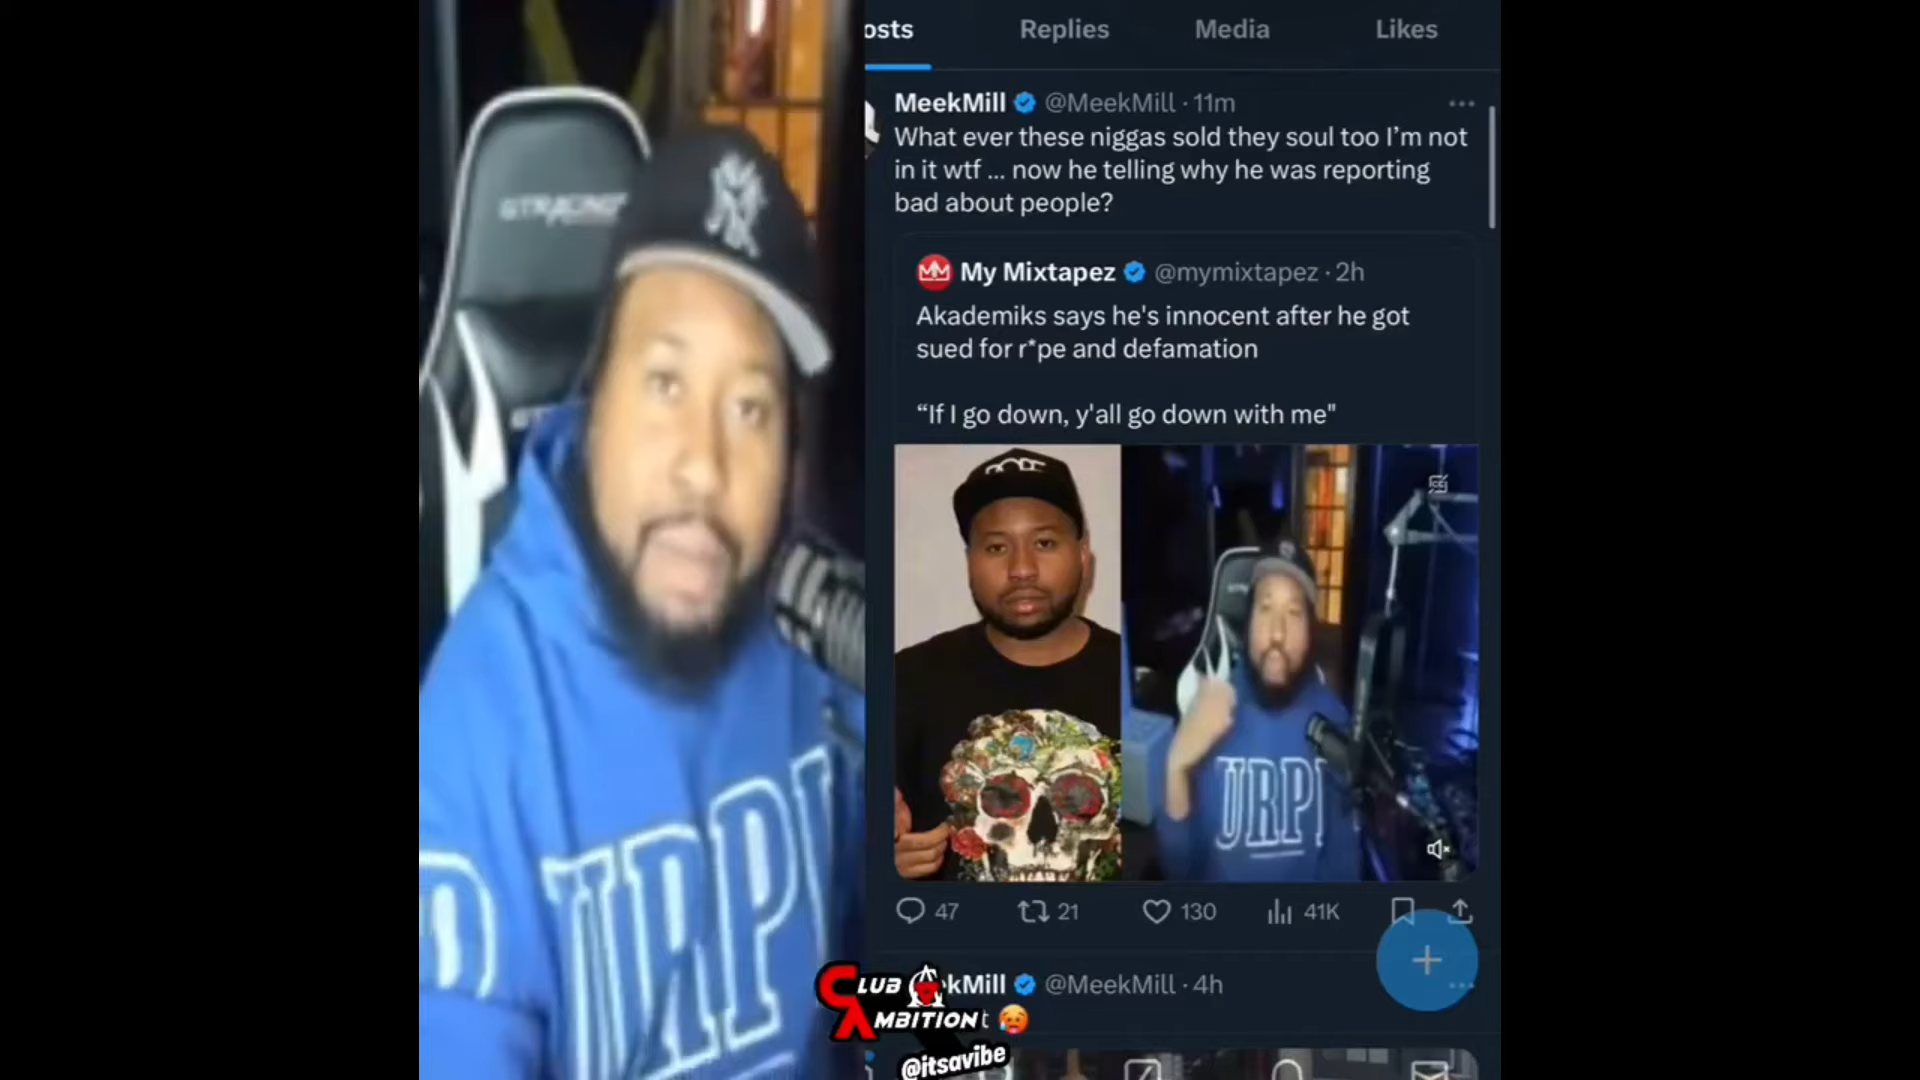 GTRACING
osts
Replies
Media
Likes
MeekMill @MeekMill · 11m
What ever these niggas sold they soul too I’m not
in it wtf ... now he telling why he was reporting
bad about people?
My Mixtapez @mymixtapez · 2h
Akademiks says he's innocent after he got
sued for r*pe and defamation
“If I go down, y'all go down with me"
URPI
47
21
130
41K
URPI
kMill @MeekMill · 4h
CLUB
AMBITION
@itsavibe